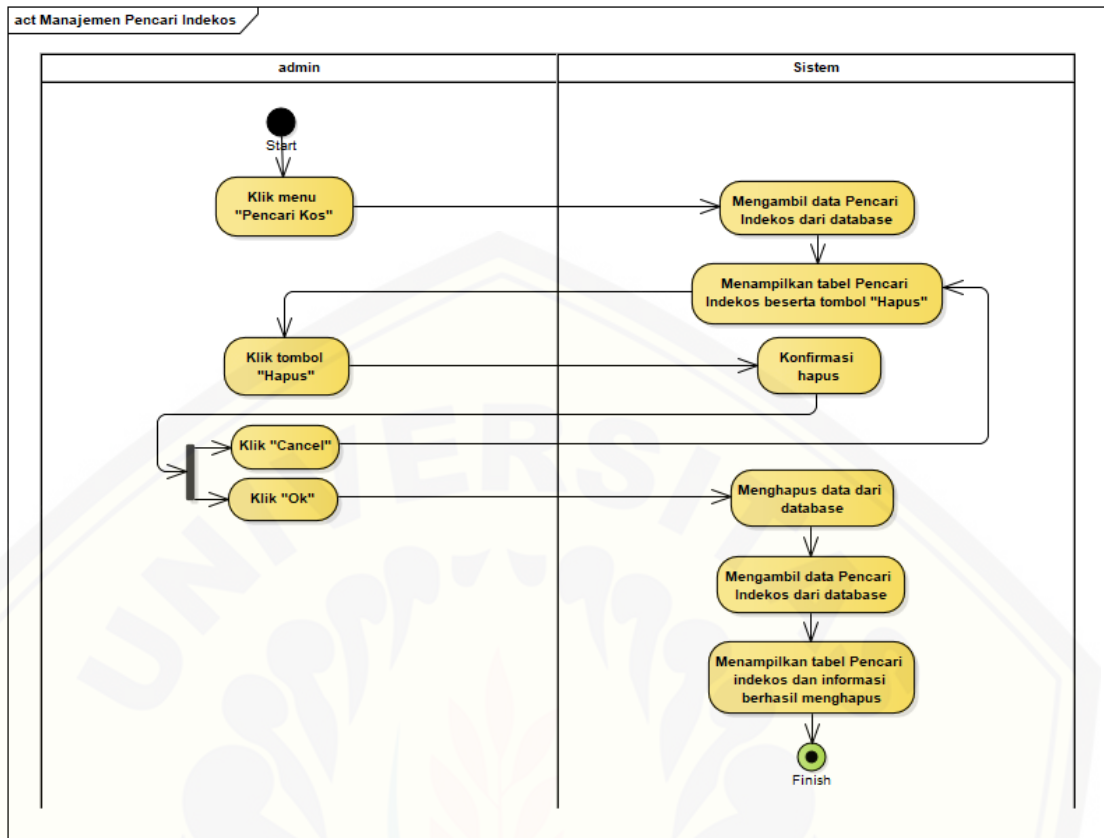 act Manajemen Pencari Indekos
admin
Sistem
Start
Klik menu
"Pencari Kos"
Mengambil data Pencari
Indekos dari database
Menampilkan tabel Pencari
Indekos beserta tombol "Hapus"
Klik tombol
"Hapus"
Konfirmasi
hapus
Klik "Cancel"
Klik "Ok"
Menghapus data dari
database
Mengambil data Pencari
Indekos dari database
Menampilkan tabel Pencari
indekos dan informasi
berhasil menghapus
Finish
UNIVERSITAS